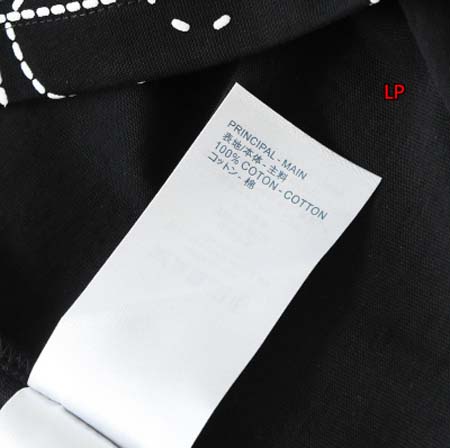 LP
PRINCIPAL - MAIN
表地/本体 - 主料
100% COTON - COTTON
コットン - 棉